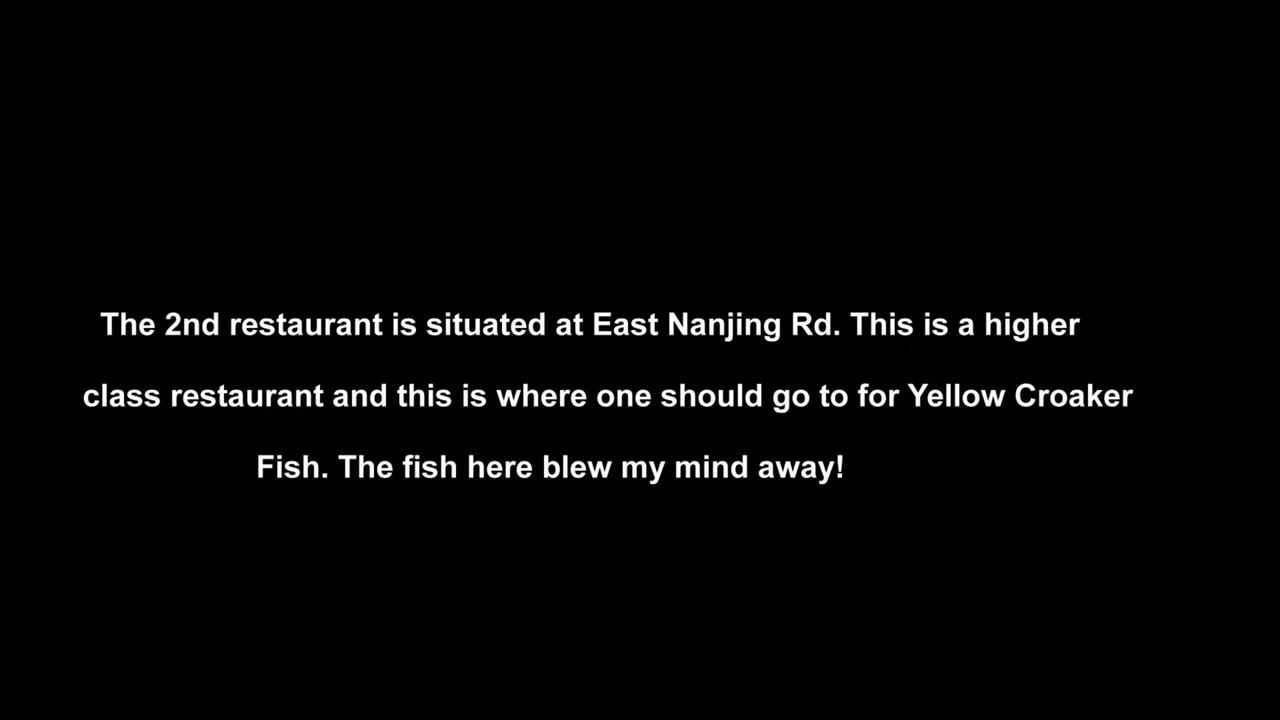 The 2nd restaurant is situated at East Nanjing Rd. This is a higher
class restaurant and this is where one should go to for Yellow Croaker
Fish. The fish here blew my mind away!